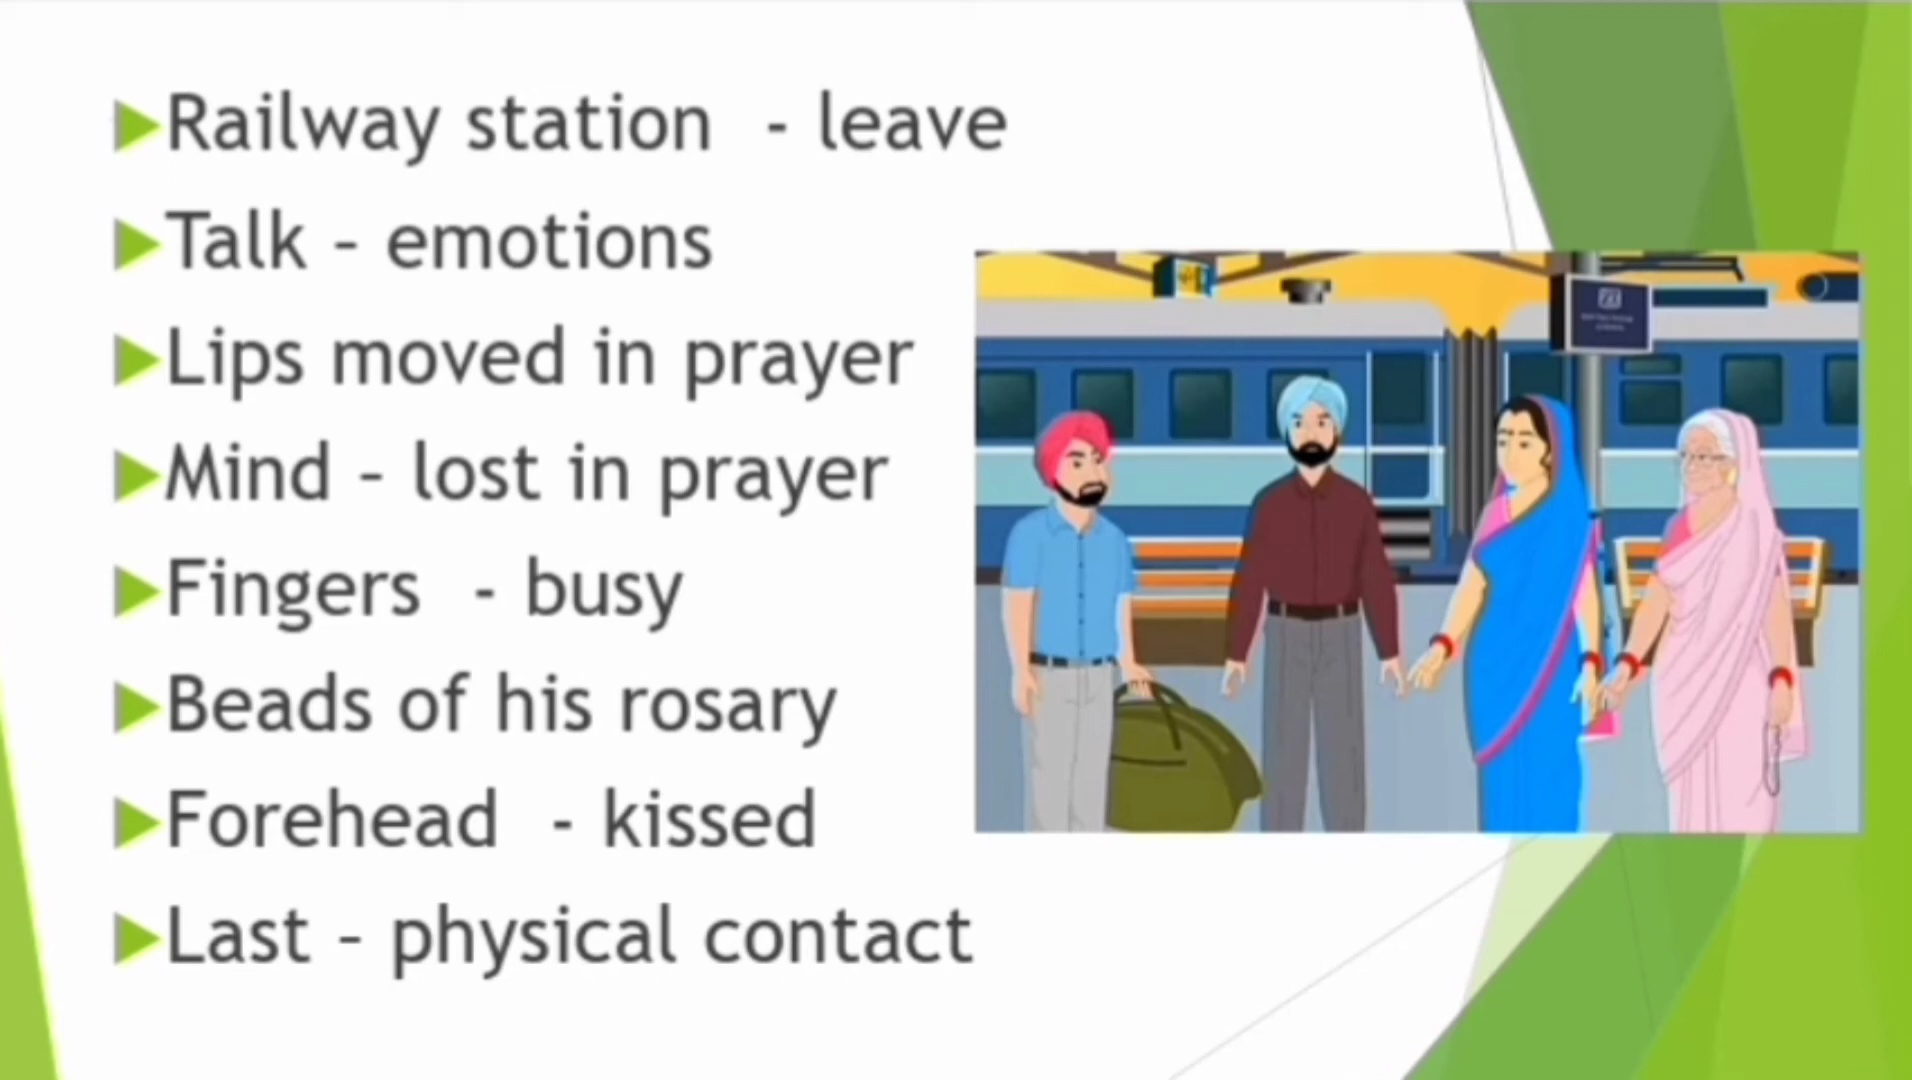 Railway station - leave
Talk – emotions
Lips moved in prayer
Mind – lost in prayer
Fingers - busy
Beads of his rosary
Forehead - kissed
Last – physical contact